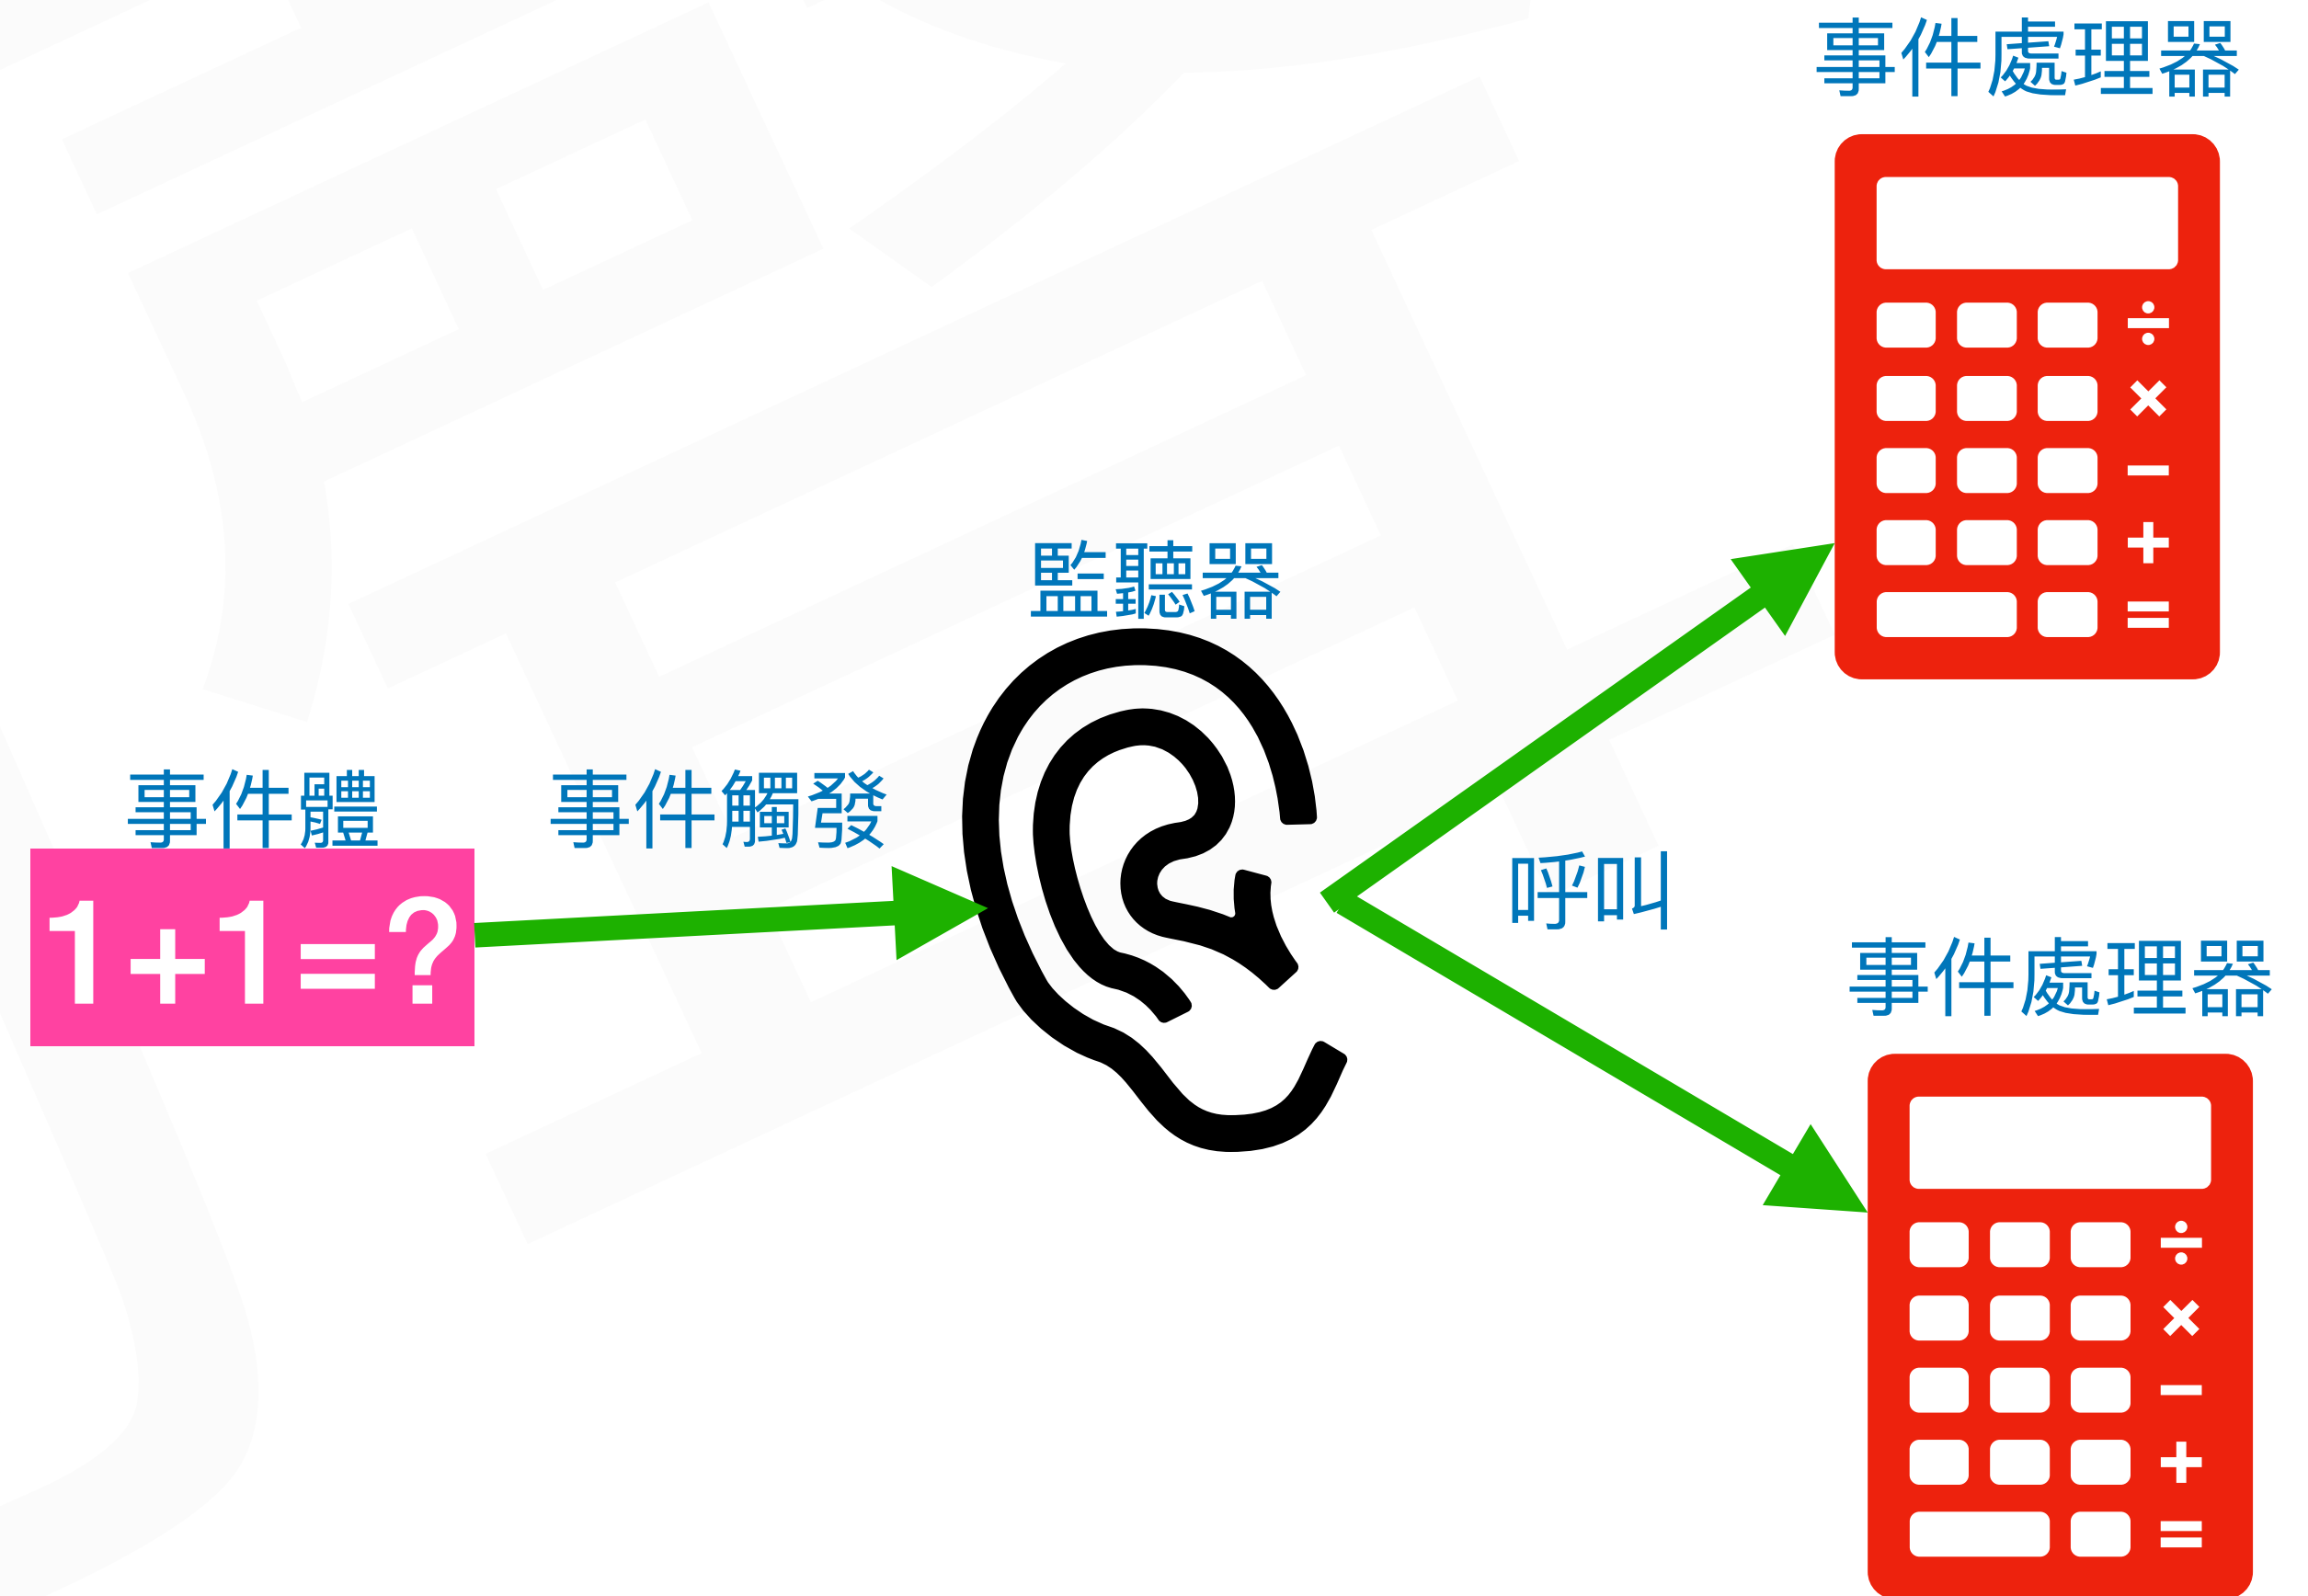 事件處理器
監聽器
事件體
事件觸發
1+1=?
呼叫
事件處理器
÷
×
−
+
=
÷
×
−
+
=